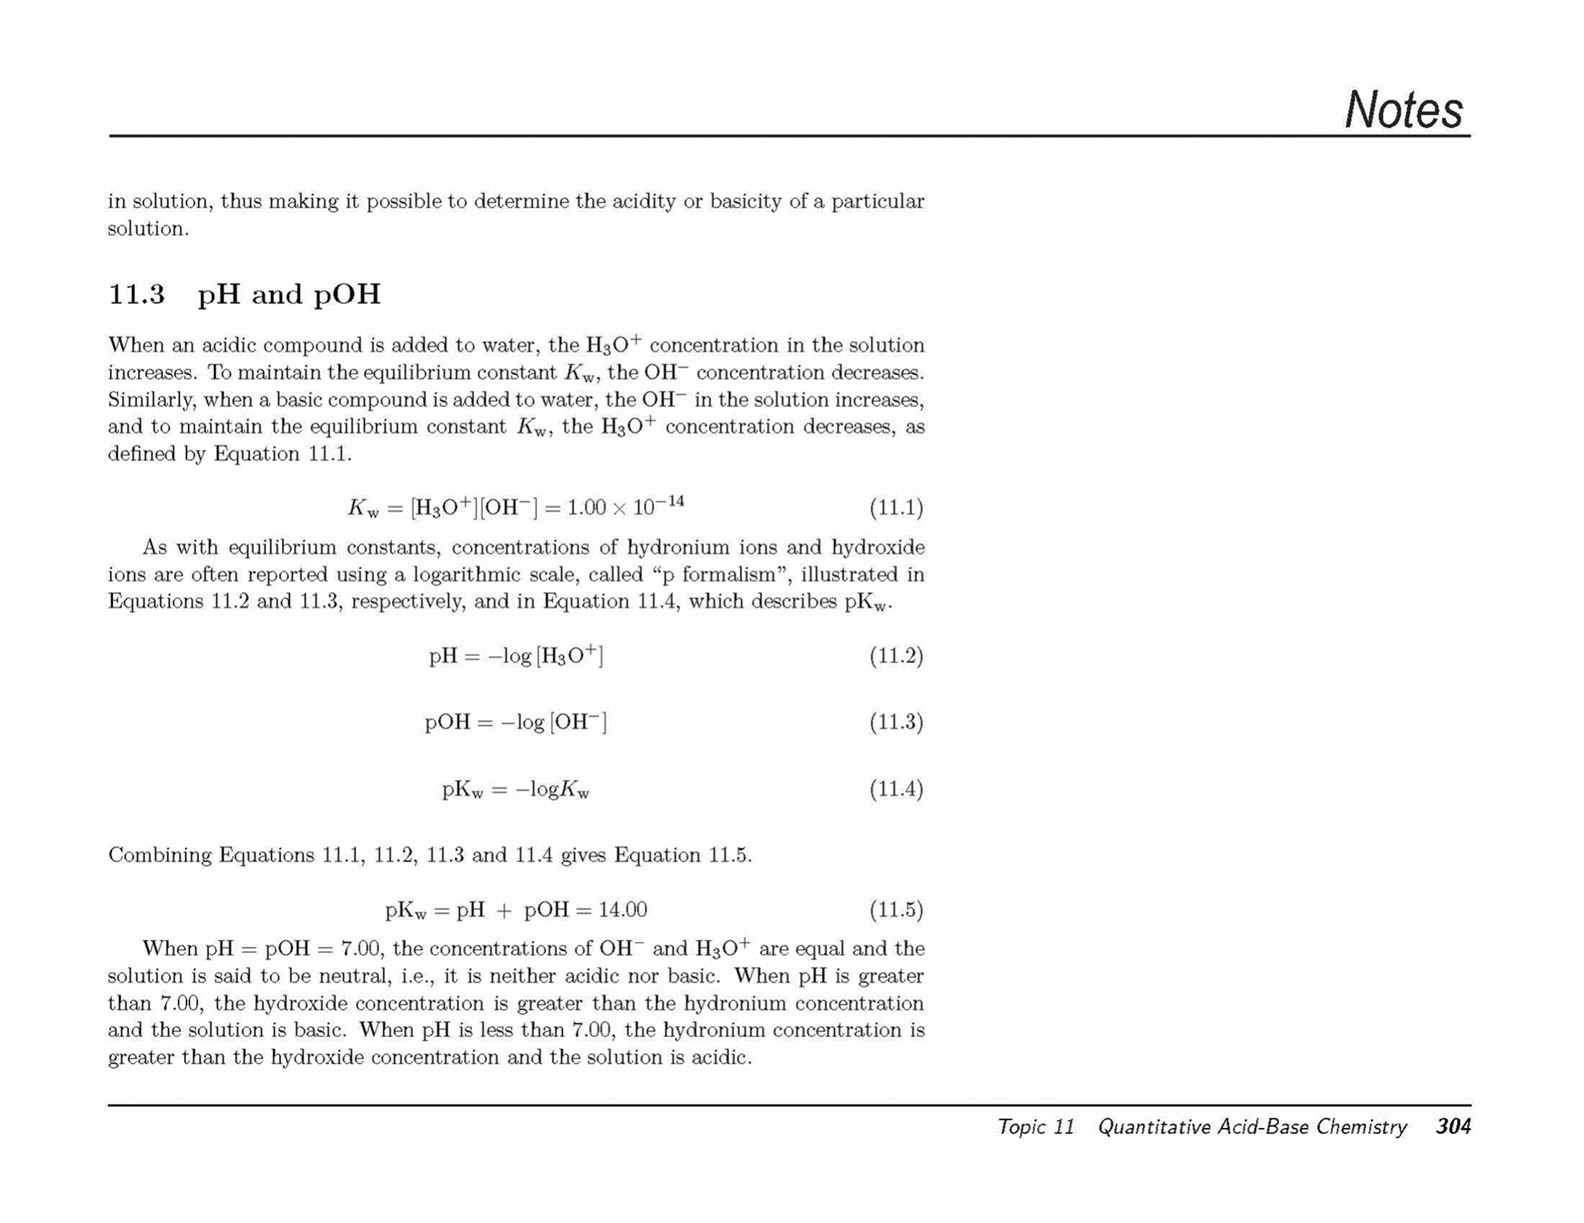 Notes
in solution, thus making it possible to determine the acidity or basicity of a particular
solution.
11.3 pH and pOH
When an acidic compound is added to water, the H₃O⁺ concentration in the solution
increases. To maintain the equilibrium constant K_w, the OH⁻ concentration decreases.
Similarly, when a basic compound is added to water, the OH⁻ in the solution increases,
and to maintain the equilibrium constant K_w, the H₃O⁺ concentration decreases, as
defined by Equation 11.1.
K_w = [H₃O⁺][OH⁻] = 1.00 × 10⁻¹⁴ (11.1)
As with equilibrium constants, concentrations of hydronium ions and hydroxide
ions are often reported using a logarithmic scale, called “p formalism”, illustrated in
Equations 11.2 and 11.3, respectively, and in Equation 11.4, which describes pK_w.
pH = −log [H₃O⁺] (11.2)
pOH = −log [OH⁻] (11.3)
pK_w = −logK_w (11.4)
Combining Equations 11.1, 11.2, 11.3 and 11.4 gives Equation 11.5.
pK_w = pH + pOH = 14.00 (11.5)
When pH = pOH = 7.00, the concentrations of OH⁻ and H₃O⁺ are equal and the
solution is said to be neutral, i.e., it is neither acidic nor basic. When pH is greater
than 7.00, the hydroxide concentration is greater than the hydronium concentration
and the solution is basic. When pH is less than 7.00, the hydronium concentration is
greater than the hydroxide concentration and the solution is acidic.
Topic 11 Quantitative Acid-Base Chemistry 304